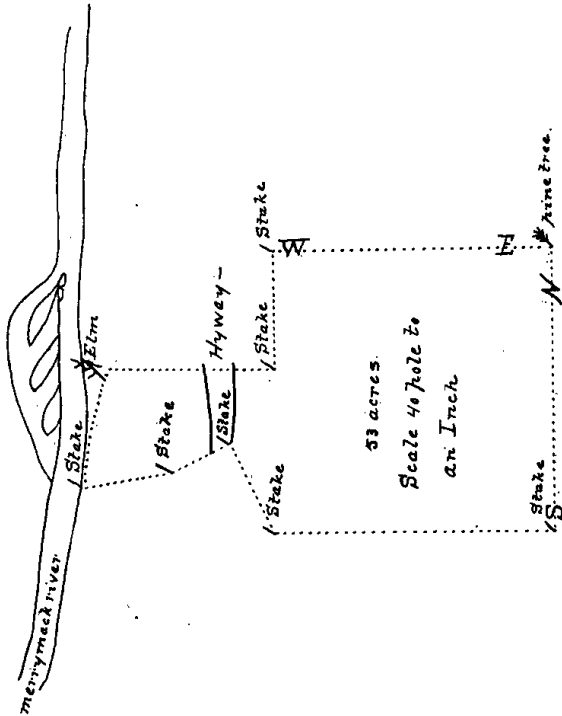 merrymack river
Stake
Elm
Stake
Hyway-
Stake
Stake
Stake
Stake
W
E
N
S
53 acres.
Scale 40 pole to
an Inch
Stake
pine tree.